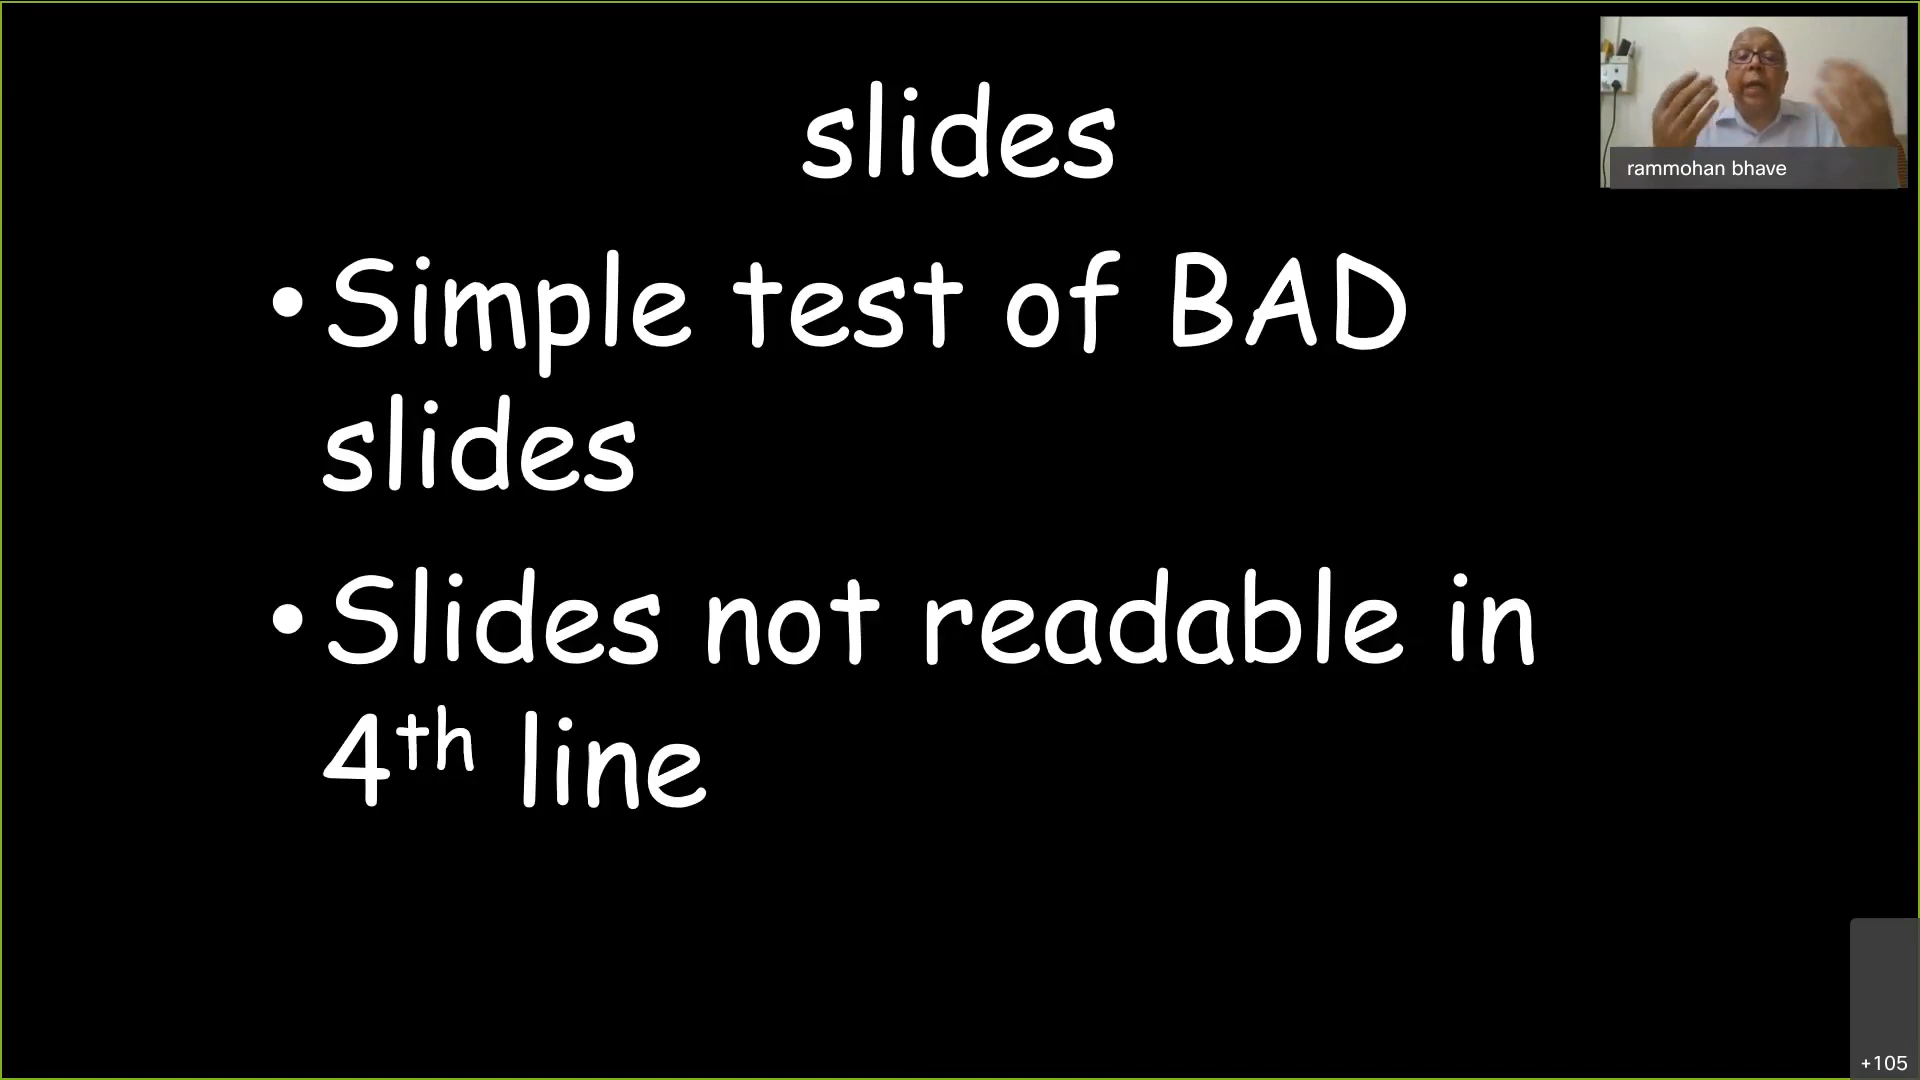 slides
• Simple test of BAD
slides
• Slides not readable in
4th line
rammohan bhave
+105